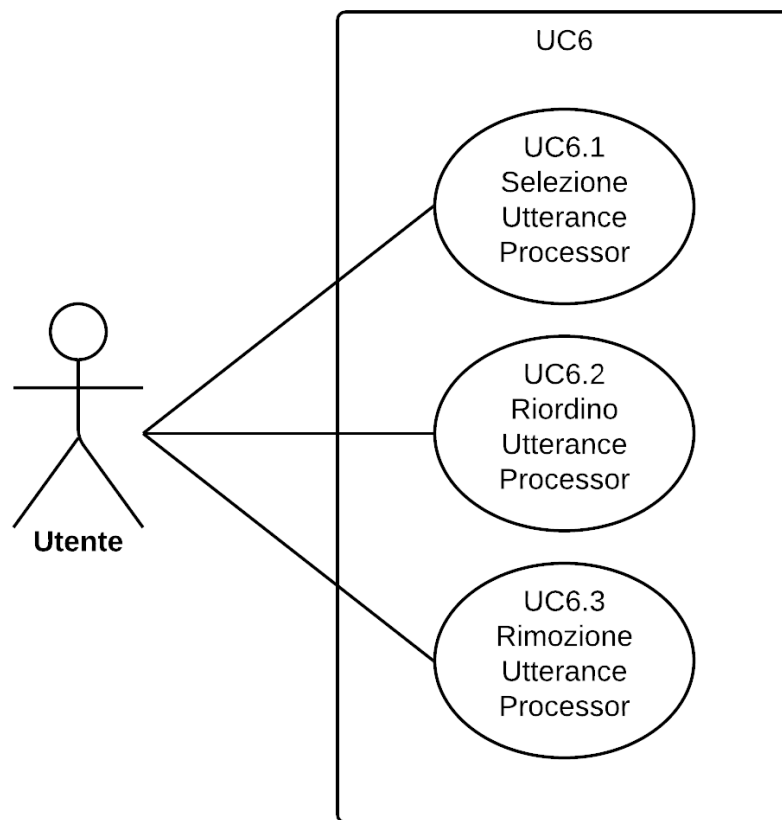 UC6
UC6.1
Selezione
Utterance
Processor
UC6.2
Riordino
Utterance
Processor
Utente
UC6.3
Rimozione
Utterance
Processor